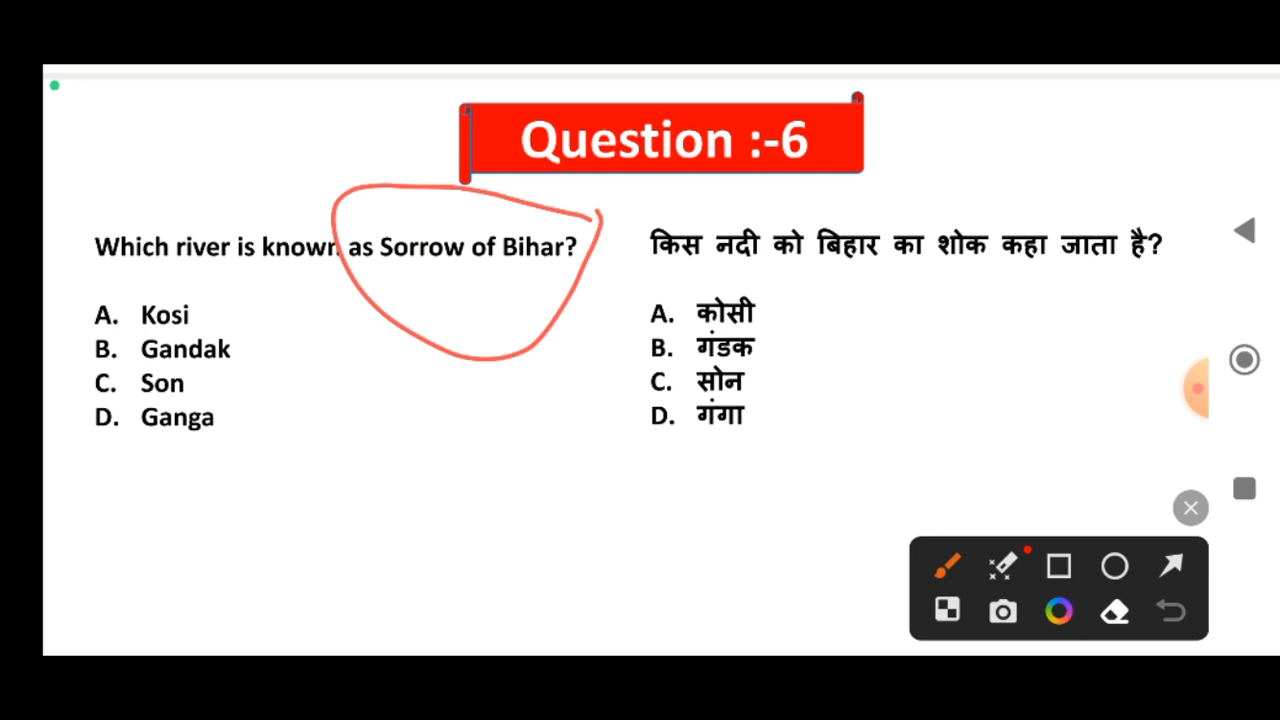 Question :-6
Which river is known as Sorrow of Bihar?
A. Kosi
B. Gandak
C. Son
D. Ganga
किस नदी को बिहार का शोक कहा जाता है?
A. कोसी
B. गंडक
C. सोन
D. गंगा